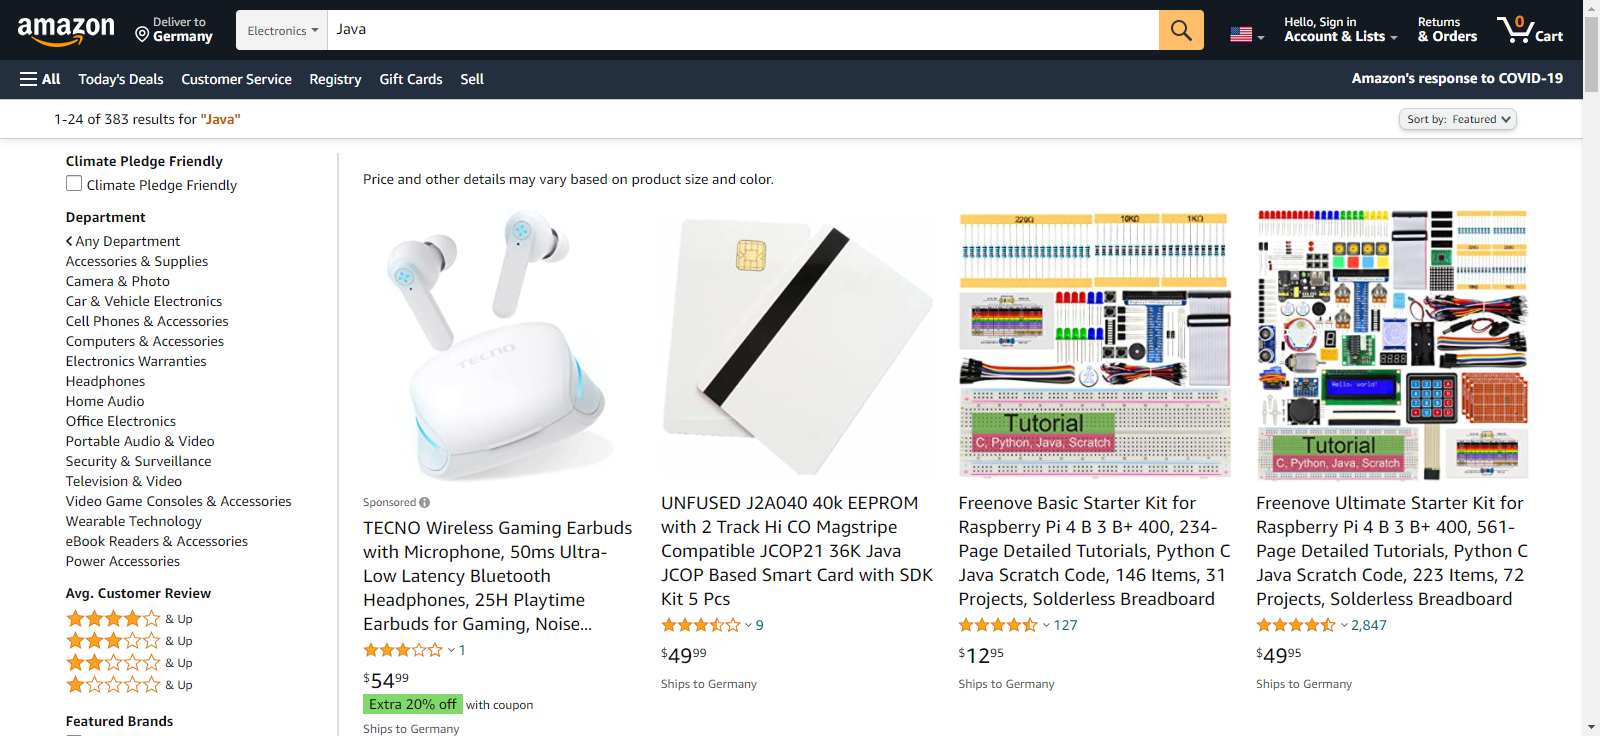 amazon
Deliver to
Germany
Electronics
Java
Hello, Sign in
Account & Lists
Returns
& Orders
0
Cart
All
Today's Deals
Customer Service
Registry
Gift Cards
Sell
Amazon's response to COVID-19
1-24 of 383 results for "Java"
Sort by: Featured
Climate Pledge Friendly
Climate Pledge Friendly
Department
Any Department
Accessories & Supplies
Camera & Photo
Car & Vehicle Electronics
Cell Phones & Accessories
Computers & Accessories
Electronics Warranties
Headphones
Home Audio
Office Electronics
Portable Audio & Video
Security & Surveillance
Television & Video
Video Game Consoles & Accessories
Wearable Technology
eBook Readers & Accessories
Power Accessories
Avg. Customer Review
& Up
& Up
& Up
& Up
Featured Brands
Price and other details may vary based on product size and color.
TECNO
Sponsored
TECNO Wireless Gaming Earbuds
with Microphone, 50ms Ultra-
Low Latency Bluetooth
Headphones, 25H Playtime
Earbuds for Gaming, Noise...
1
$54.99
Extra 20% off with coupon
Ships to Germany
UNFUSED J2A040 40k EEPROM
with 2 Track Hi CO Magstripe
Compatible JCOP21 36K Java
JCOP Based Smart Card with SDK
Kit 5 Pcs
9
$49.99
Ships to Germany
220Ω 10KΩ 1KΩ
Tutorial
C, Python, Java, Scratch
Freenove Basic Starter Kit for
Raspberry Pi 4 B 3 B+ 400, 234-
Page Detailed Tutorials, Python C
Java Scratch Code, 146 Items, 31
Projects, Solderless Breadboard
127
$12.95
Ships to Germany
Hello, world!
Tutorial
C, Python, Java, Scratch
Freenove Ultimate Starter Kit for
Raspberry Pi 4 B 3 B+ 400, 561-
Page Detailed Tutorials, Python C
Java Scratch Code, 223 Items, 72
Projects, Solderless Breadboard
2,847
$49.95
Ships to Germany